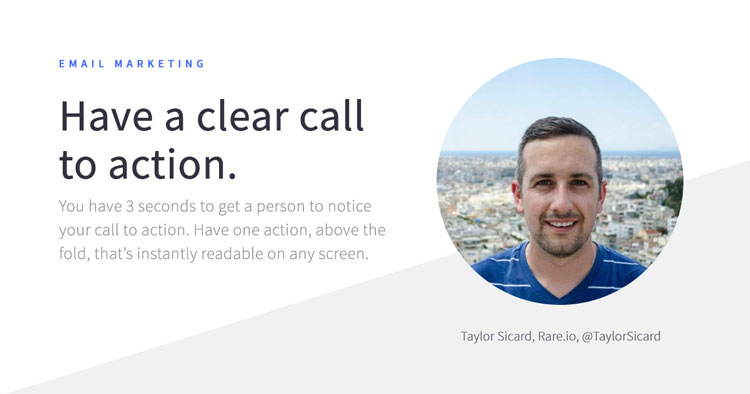 EMAIL MARKETING
Have a clear call
to action.
You have 3 seconds to get a person to notice
your call to action. Have one action, above the
fold, that’s instantly readable on any screen.
Taylor Sicard, Rare.io, @TaylorSicard